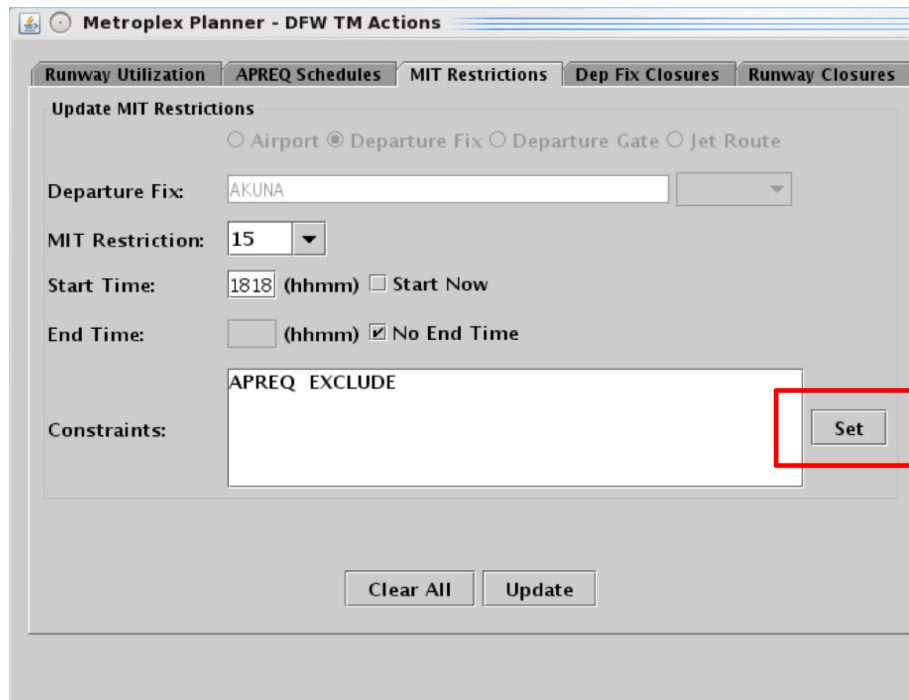 Metroplex Planner - DFW TM Actions
Runway Utilization APREQ Schedules MIT Restrictions Dep Fix Closures Runway Closures
Update MIT Restrictions
Airport Departure Fix Departure Gate Jet Route
Departure Fix: AKUNA
MIT Restriction: 15
Start Time: 1818 (hhmm) Start Now
End Time: (hhmm) No End Time
APREQ EXCLUDE
Constraints: Set
Clear All Update